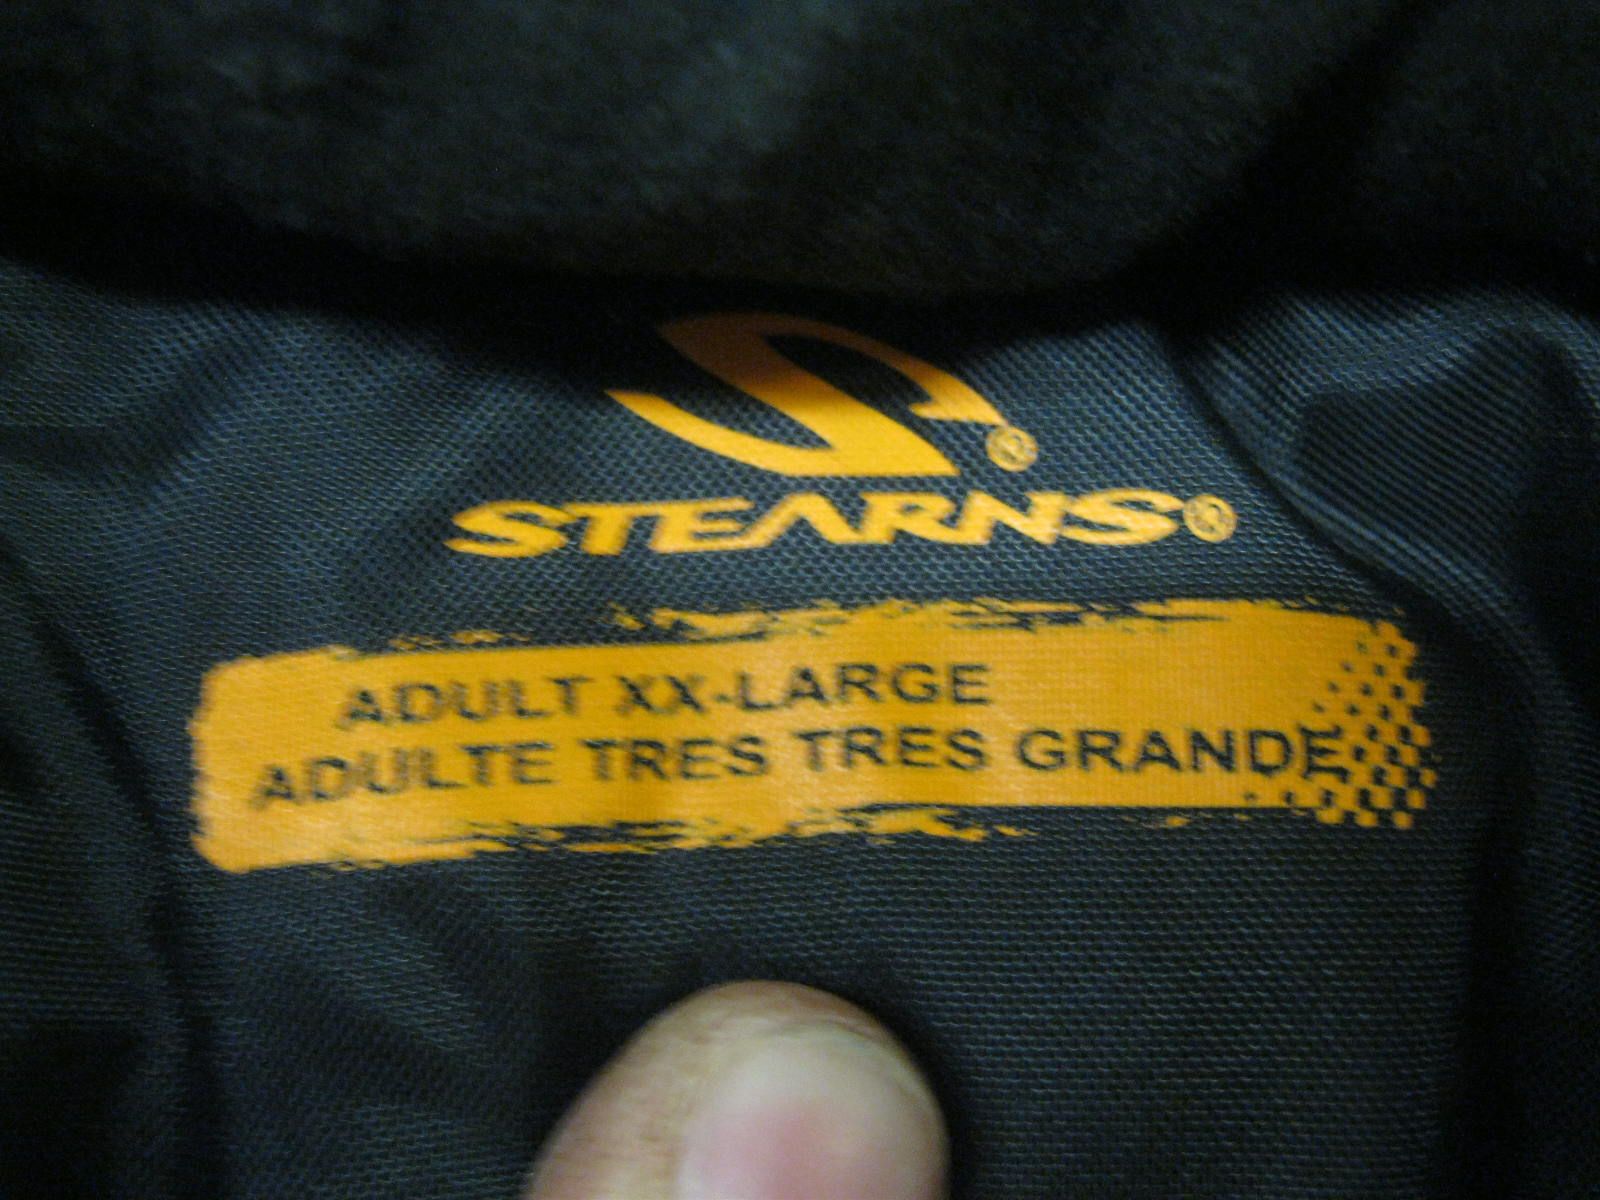 ®
STEARNS®
ADULT XX-LARGE
ADULTE TRES TRES GRANDE